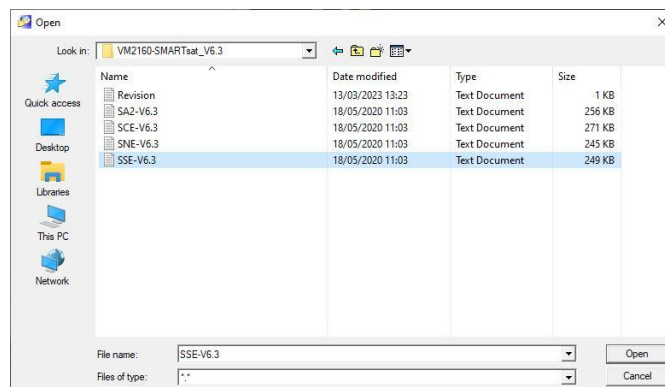 Open
Look in: VM2160-SMARTsat_V6.3
Name Date modified Type Size
Quick access
Revision 13/03/2023 13:23 Text Document 1 KB
SA2-V6.3 18/05/2020 11:03 Text Document 256 KB
SCE-V6.3 18/05/2020 11:03 Text Document 271 KB
SNE-V6.3 18/05/2020 11:03 Text Document 245 KB
SSE-V6.3 18/05/2020 11:03 Text Document 249 KB
Desktop
Libraries
This PC
Network
File name: SSE-V6.3 Open
Files of type: *.* Cancel